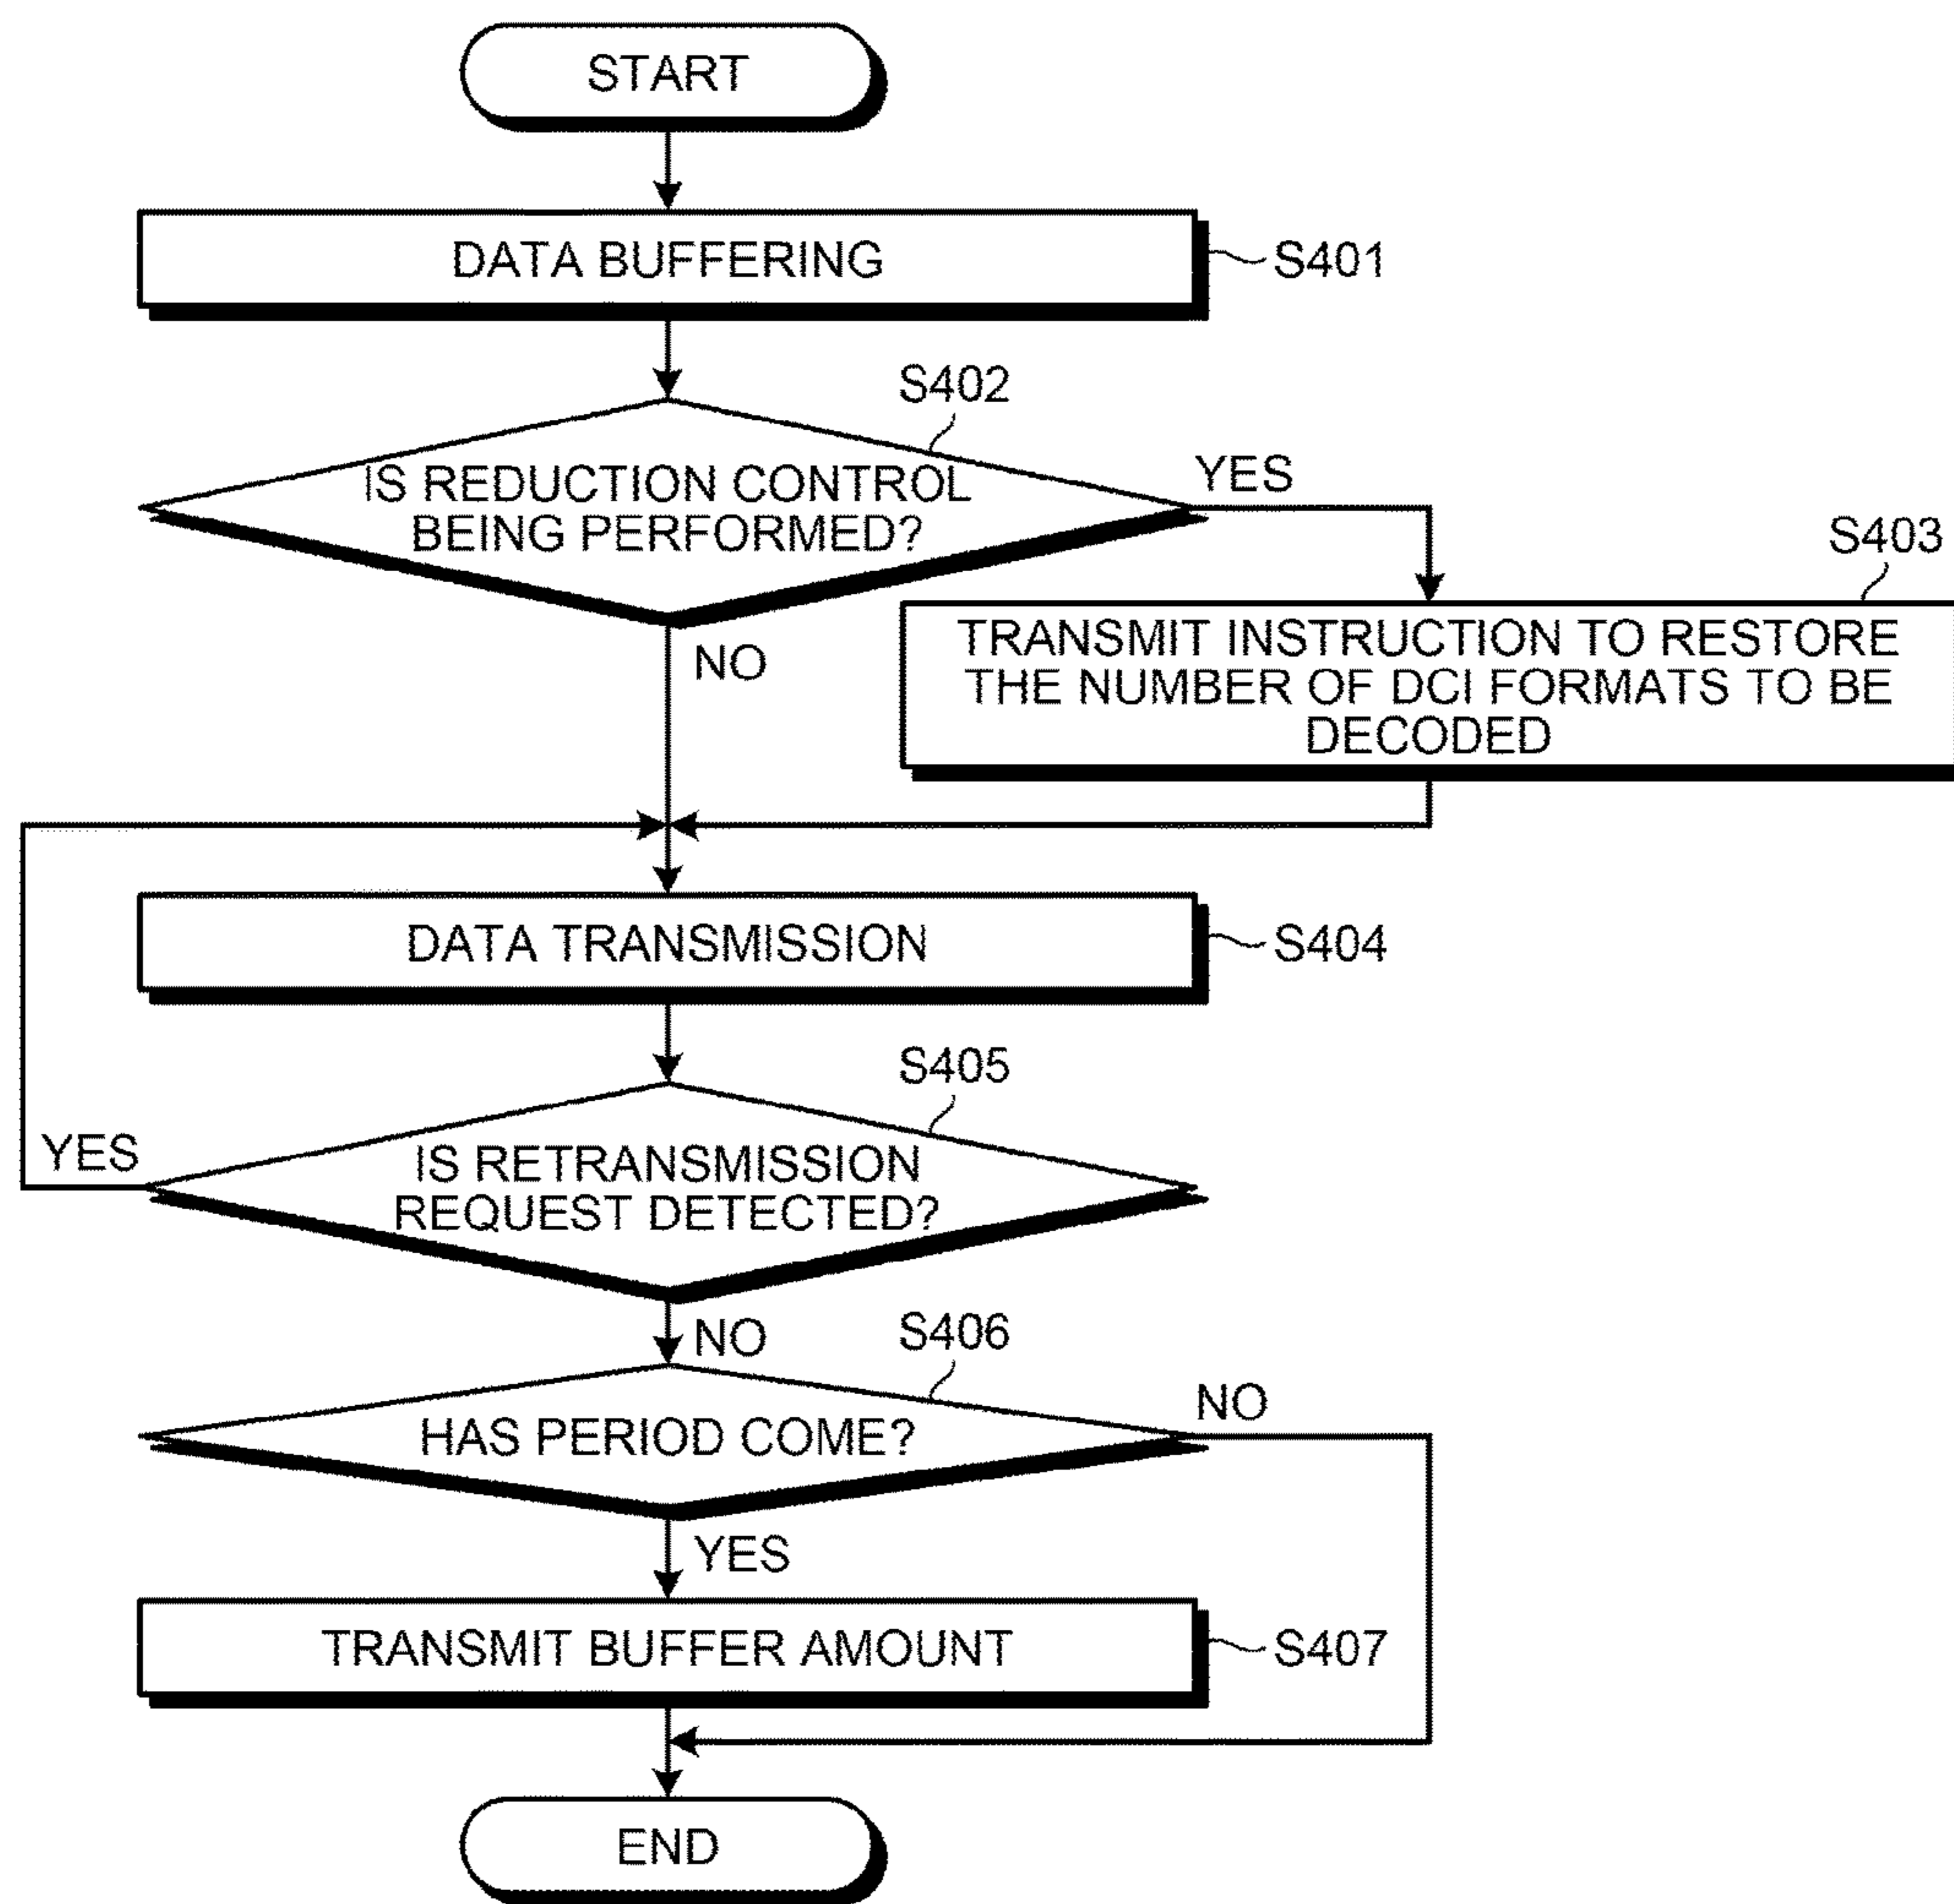 START
DATA BUFFERING
S401
S402
IS REDUCTION CONTROL
BEING PERFORMED?
YES
NO
S403
TRANSMIT INSTRUCTION TO RESTORE
THE NUMBER OF DCI FORMATS TO BE
DECODED
DATA TRANSMISSION
S404
S405
IS RETRANSMISSION
REQUEST DETECTED?
YES
NO
S406
HAS PERIOD COME?
NO
YES
TRANSMIT BUFFER AMOUNT
S407
END